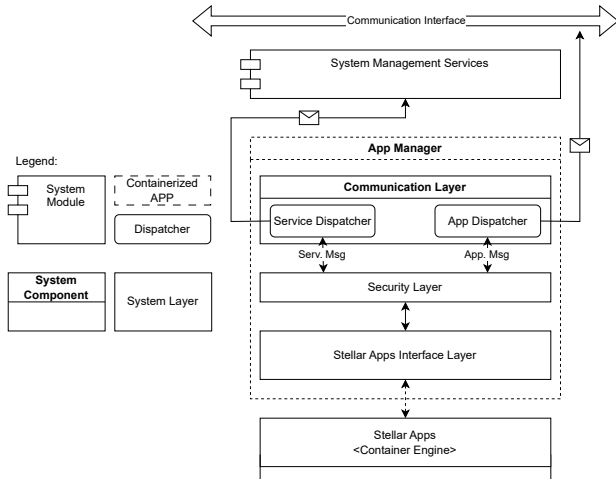 Communication Interface
System Management Services
App Manager
Legend:
System
Module
Containerized
APP
Communication Layer
Dispatcher
Service Dispatcher
App Dispatcher
Serv. Msg
App. Msg
System
Component
System Layer
Security Layer
Stellar Apps Interface Layer
Stellar Apps
<Container Engine>